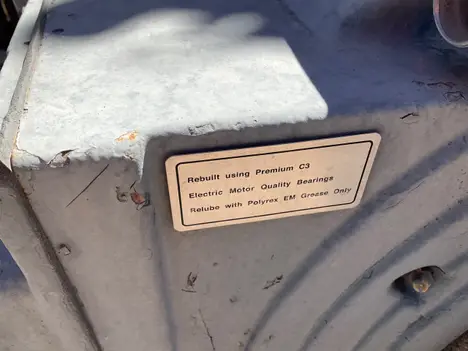 Rebuilt using Premium C3
Electric Motor Quality Bearings
Relube with Polyrex EM Grease Only